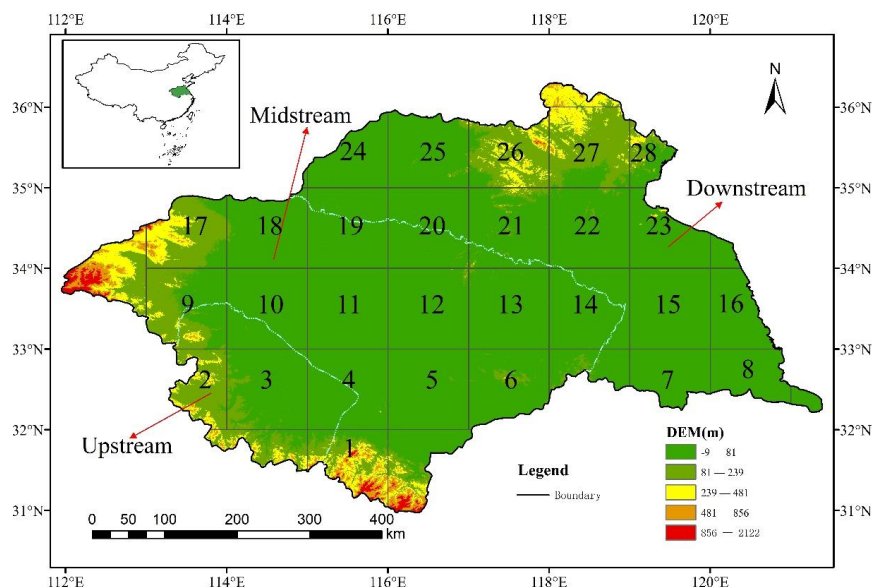 112°E 114°E 116°E 118°E 120°E
N
36°N 36°N
Midstream
24 25 26 27 28
35°N 35°N
Downstream
17 18 19 20 21 22 23
34°N 34°N
9 10 11 12 13 14 15 16
33°N 33°N
2 3 4 5 6 7 8
32°N 32°N
Upstream
1
DEM(m)
-9 81
81 — 239
239 — 481
481 856
856 — 2122
Legend
Boundary
31°N 31°N
0 50 100 200 300 400
km
112°E 114°E 116°E 118°E 120°E